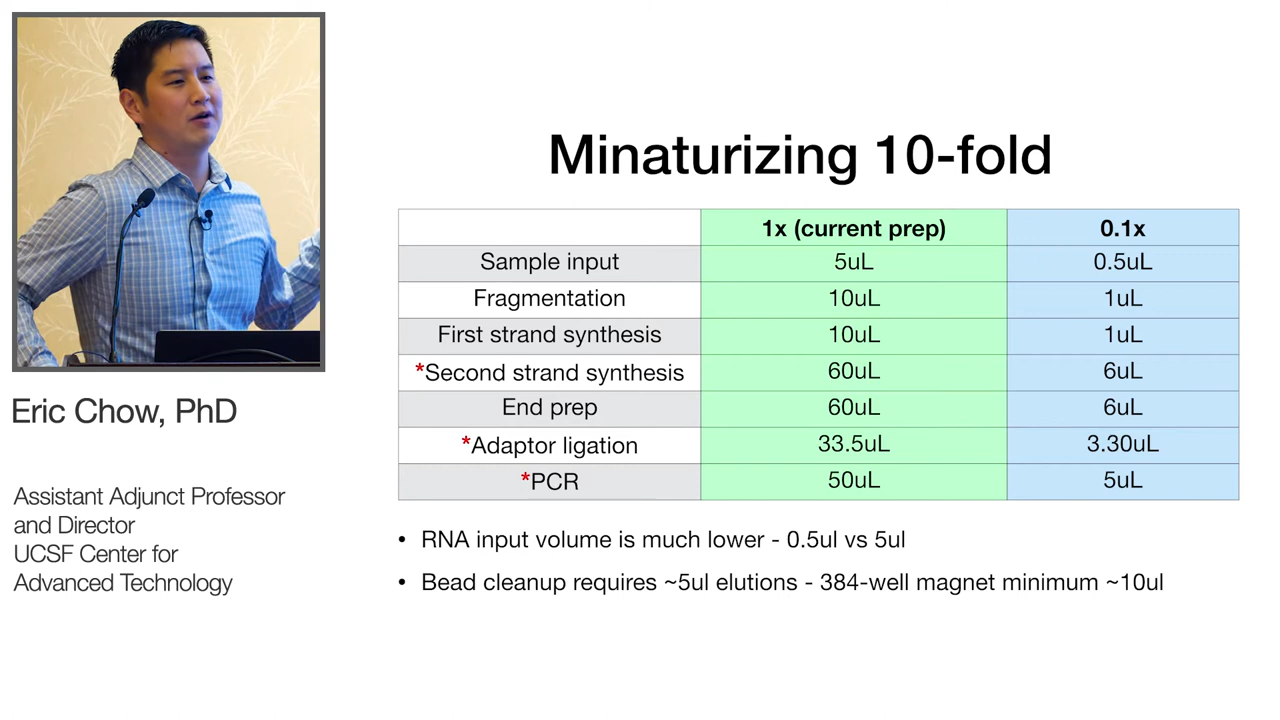 Minaturizing 10-fold
1x (current prep) 0.1x
Sample input 5uL 0.5uL
Fragmentation 10uL 1uL
First strand synthesis 10uL 1uL
*Second strand synthesis 60uL 6uL
End prep 60uL 6uL
*Adaptor ligation 33.5uL 3.30uL
*PCR 50uL 5uL
• RNA input volume is much lower - 0.5ul vs 5ul
• Bead cleanup requires ~5ul elutions - 384-well magnet minimum ~10ul
Eric Chow, PhD
Assistant Adjunct Professor
and Director
UCSF Center for
Advanced Technology